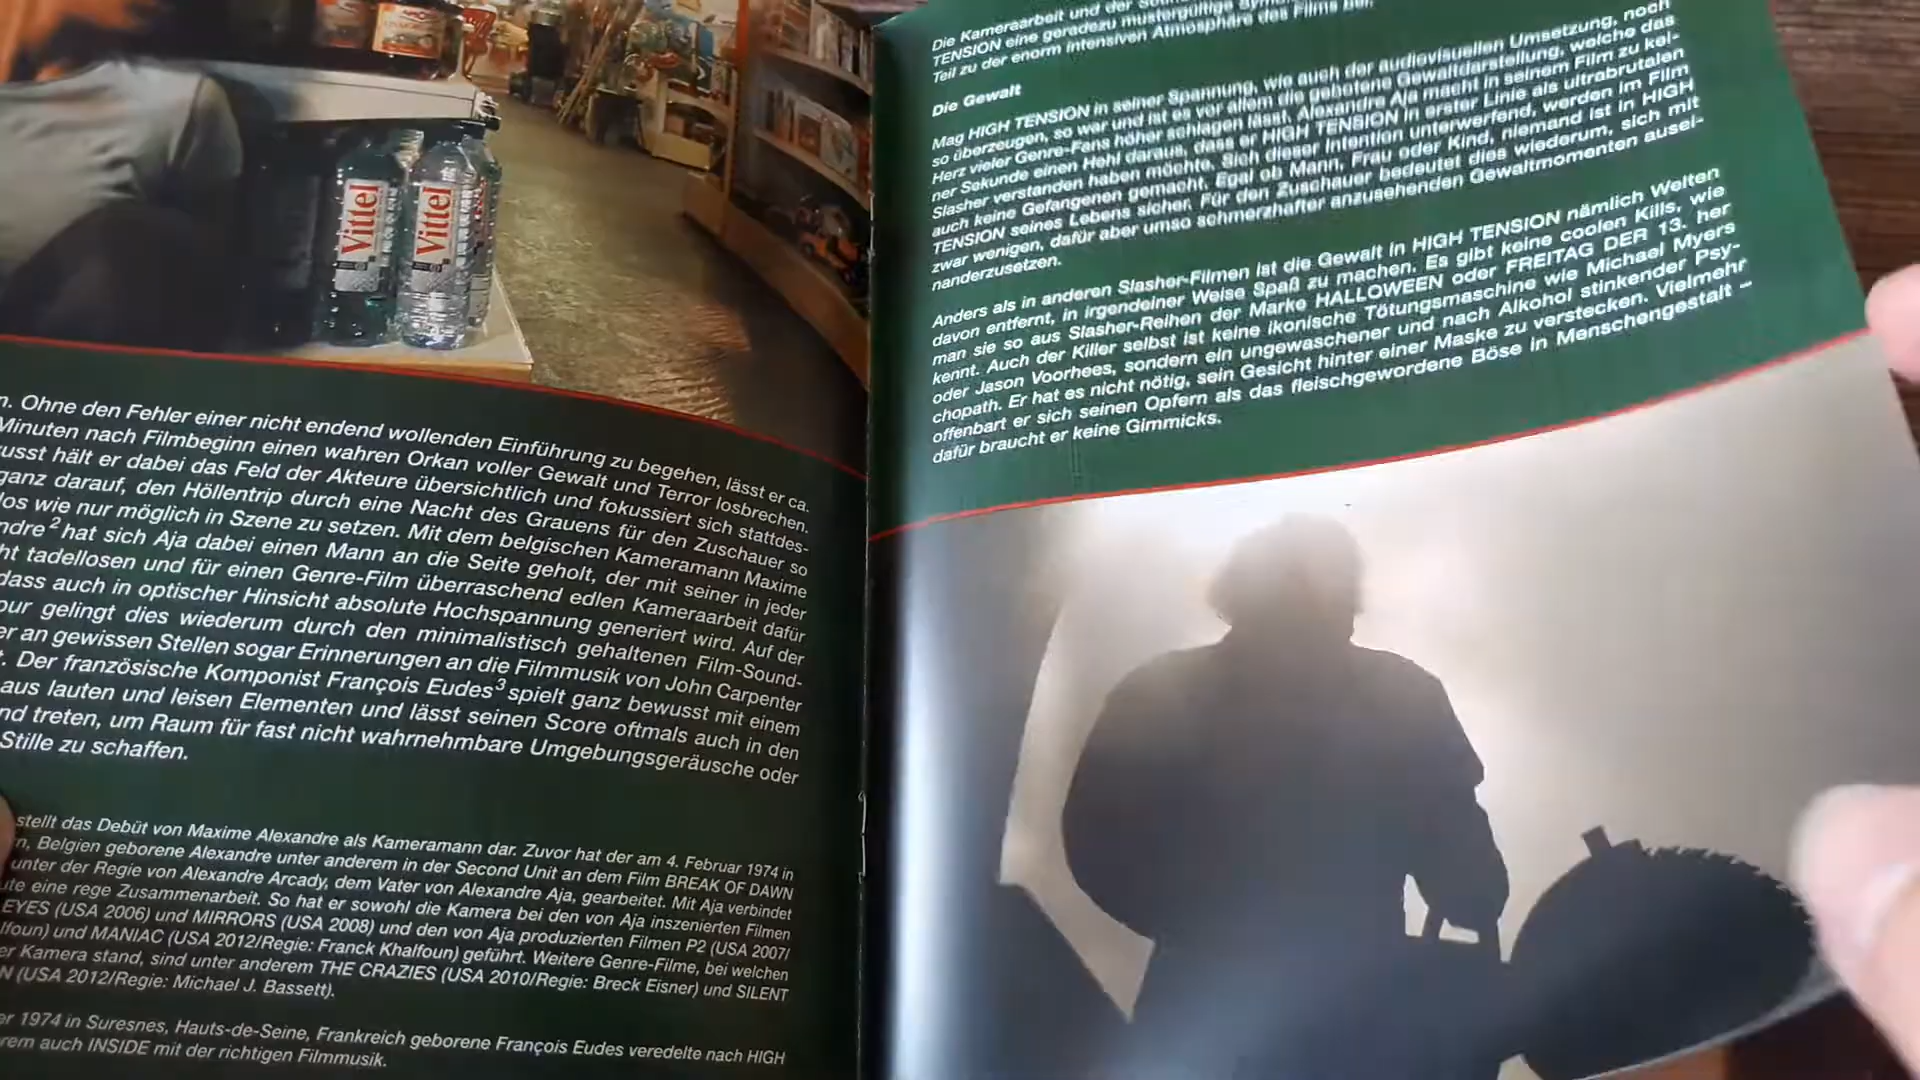 Vittel
Vittel
n. Ohne den Fehler einer nicht endend wollenden Einführung zu begehen, lässt er ca.
Minuten nach Filmbeginn einen wahren Orkan voller Gewalt und Terror losbrechen.
usst hält er dabei das Feld der Akteure übersichtlich und fokussiert sich stattdes-
ganz darauf, den Höllentrip durch eine Nacht des Grauens für den Zuschauer so
los wie nur möglich in Szene zu setzen. Mit dem belgischen Kameramann Maxime
ndre2 hat sich Aja dabei einen Mann an die Seite geholt, der mit seiner in jeder
ht tadellosen und für einen Genre-Film überraschend edlen Kameraarbeit dafür
dass auch in optischer Hinsicht absolute Hochspannung generiert wird. Auf der
pur gelingt dies wiederum durch den minimalistisch gehaltenen Film-Sound-
er an gewissen Stellen sogar Erinnerungen an die Filmmusik von John Carpenter
t. Der französische Komponist François Eudes3 spielt ganz bewusst mit einem
aus lauten und leisen Elementen und lässt seinen Score oftmals auch in den
nd treten, um Raum für fast nicht wahrnehmbare Umgebungsgeräusche oder
Stille zu schaffen.
stellt das Debüt von Maxime Alexandre als Kameramann dar. Zuvor hat der am 4. Februar 1974 in
n, Belgien geborene Alexandre unter anderem in der Second Unit an dem Film BREAK OF DAWN
unter der Regie von Alexandre Arcady, dem Vater von Alexandre Aja, gearbeitet. Mit Aja verbindet
ute eine rege Zusammenarbeit. So hat er sowohl die Kamera bei den von Aja inszenierten Filmen
EYES (USA 2006) und MIRRORS (USA 2008) und den von Aja produzierten Filmen P2 (USA 2007/
lfoun) und MANIAC (USA 2012/Regie: Franck Khalfoun) geführt. Weitere Genre-Filme, bei welchen
er Kamera stand, sind unter anderem THE CRAZIES (USA 2010/Regie: Breck Eisner) und SILENT
N (USA 2012/Regie: Michael J. Bassett).
er 1974 in Suresnes, Hauts-de-Seine, Frankreich geborene François Eudes veredelte nach HIGH
rem auch INSIDE mit der richtigen Filmmusik.
Die Kameraarbeit und der
TENSION eine geradezu mustergültige
Teil zu der enorm intensiven Atmosphäre des Films bei.
Die Gewalt
Mag HIGH TENSION in seiner Spannung, wie auch der audiovisuellen Umsetzung, noch
so überzeugen, so war und ist es vor allem die gebotene Gewaltdarstellung, welche das
Herz vieler Genre-Fans höher schlagen lässt. Alexandre Aja macht in seinem Film zu kei-
ner Sekunde einen Hehl daraus, dass er HIGH TENSION in erster Linie als ultrabrutalen
Slasher verstanden haben möchte. Sich dieser Intention unterwerfend, werden im Film
auch keine Gefangenen gemacht. Egal ob Mann, Frau oder Kind, niemand ist in HIGH
TENSION seines Lebens sicher. Für den Zuschauer bedeutet dies wiederum, sich mit
zwar wenigen, dafür aber umso schmerzhafter anzusehenden Gewaltmomenten ausei-
nanderzusetzen.
Anders als in anderen Slasher-Filmen ist die Gewalt in HIGH TENSION nämlich Welten
davon entfernt, in irgendeiner Weise Spaß zu machen. Es gibt keine coolen Kills, wie
man sie so aus Slasher-Reihen der Marke HALLOWEEN oder FREITAG DER 13. her
kennt. Auch der Killer selbst ist keine ikonische Tötungsmaschine wie Michael Myers
oder Jason Voorhees, sondern ein ungewaschener und nach Alkohol stinkender Psy-
chopath. Er hat es nicht nötig, sein Gesicht hinter einer Maske zu verstecken. Vielmehr
offenbart er sich seinen Opfern als das fleischgewordene Böse in Menschengestalt –
dafür braucht er keine Gimmicks.